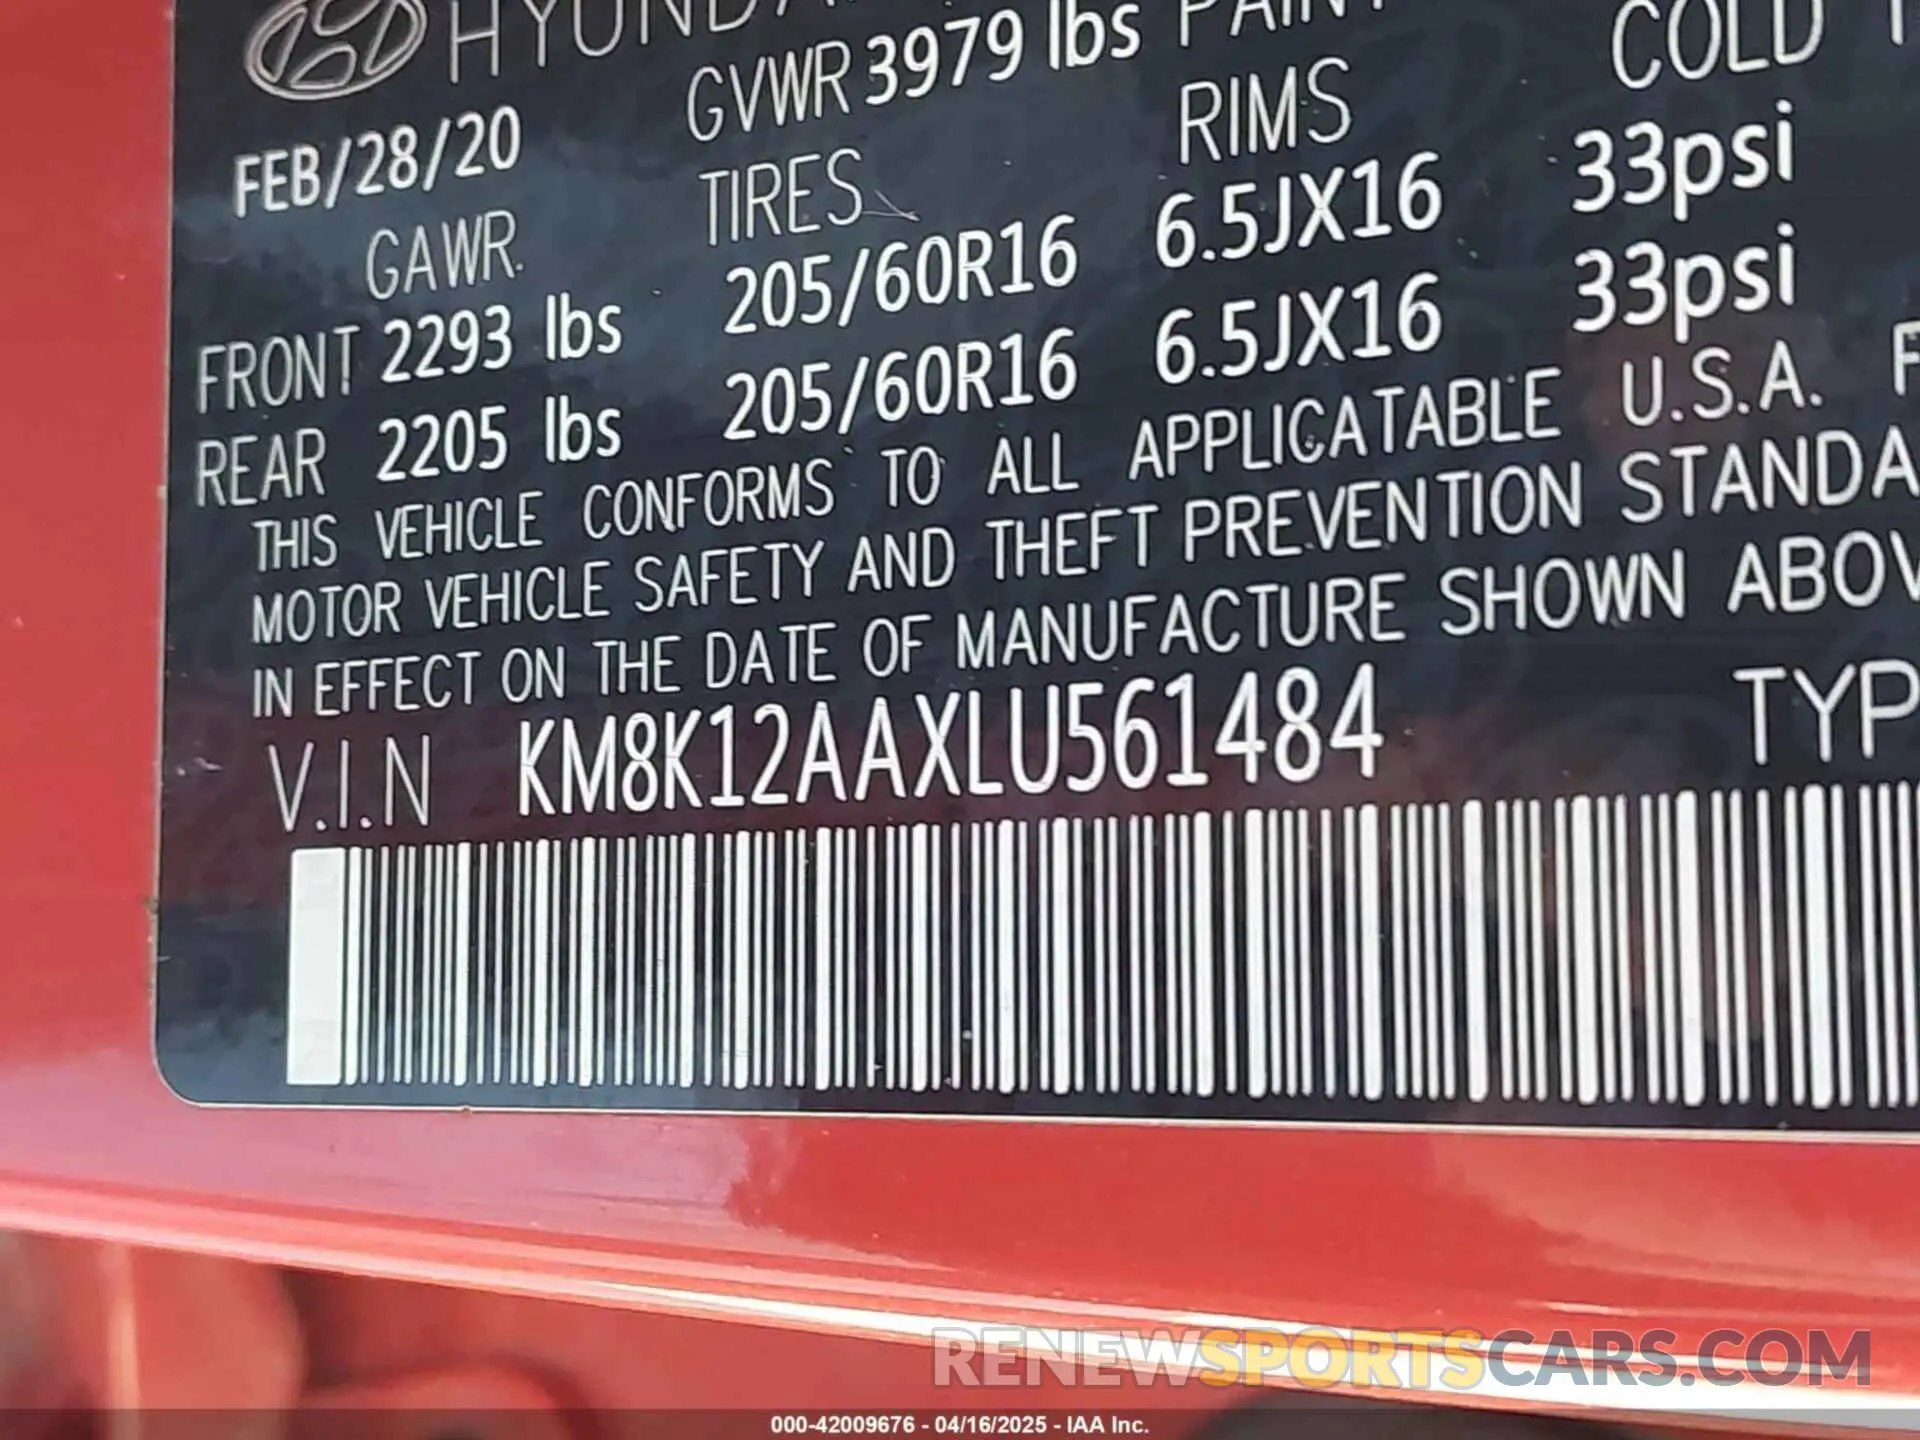 HYUNDA
GVWR 3979 lbs PAINT
FEB/28/20 TIRES RIMS COLD
GAWR.
FRONT 2293 lbs 205/60R16 6.5JX16 33psi
REAR 2205 lbs 205/60R16 6.5JX16 33psi
THIS VEHICLE CONFORMS TO ALL APPLICATABLE U.S.A. F
MOTOR VEHICLE SAFETY AND THEFT PREVENTION STANDA
IN EFFECT ON THE DATE OF MANUFACTURE SHOWN ABOV
V.I.N KM8K12AAXLU561484 TYP
RENEWSPORTSCARS.COM
000-42009676 - 04/16/2025 - IAA Inc.